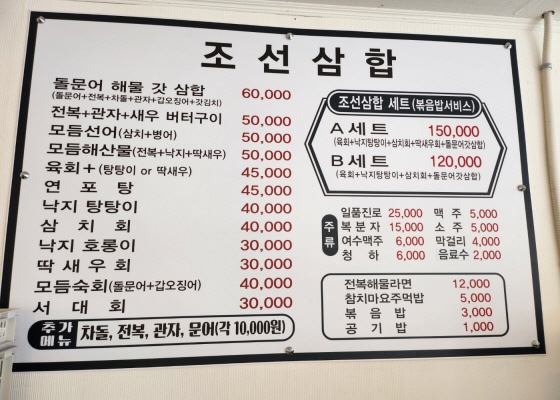 조선삼합
돌문어 해물 갓 삼합 60,000
(돌문어+전복+차돌+관자+갑오징어+갓김치)
전복+관자+새우 버터구이 50,000
모듬선어(삼치+병어) 50,000
모듬해산물(전복+낙지+딱새우) 50,000
육회+(탕탕이 or 딱새우) 45,000
연포탕 45,000
낙지 탕탕이 40,000
삼치회 40,000
낙지 호롱이 30,000
딱새우회 30,000
모듬숙회(돌문어+갑오징어) 40,000
서대회 30,000
추가메뉴 차돌, 전복, 관자, 문어(각 10,000원)
조선삼합 세트(볶음밥서비스)
A세트 150,000
(육회+낙지탕탕이+삼치회+딱새우회+돌문어갓삼합)
B세트 120,000
(육회+낙지탕탕이+삼치회+돌문어갓삼합)
주류
일품진로 25,000 맥주 5,000
복분자 15,000 소주 5,000
여수맥주 6,000 막걸리 4,000
청하 6,000 음료수 2,000
전복해물라면 12,000
참치마요주먹밥 5,000
볶음밥 3,000
공기밥 1,000